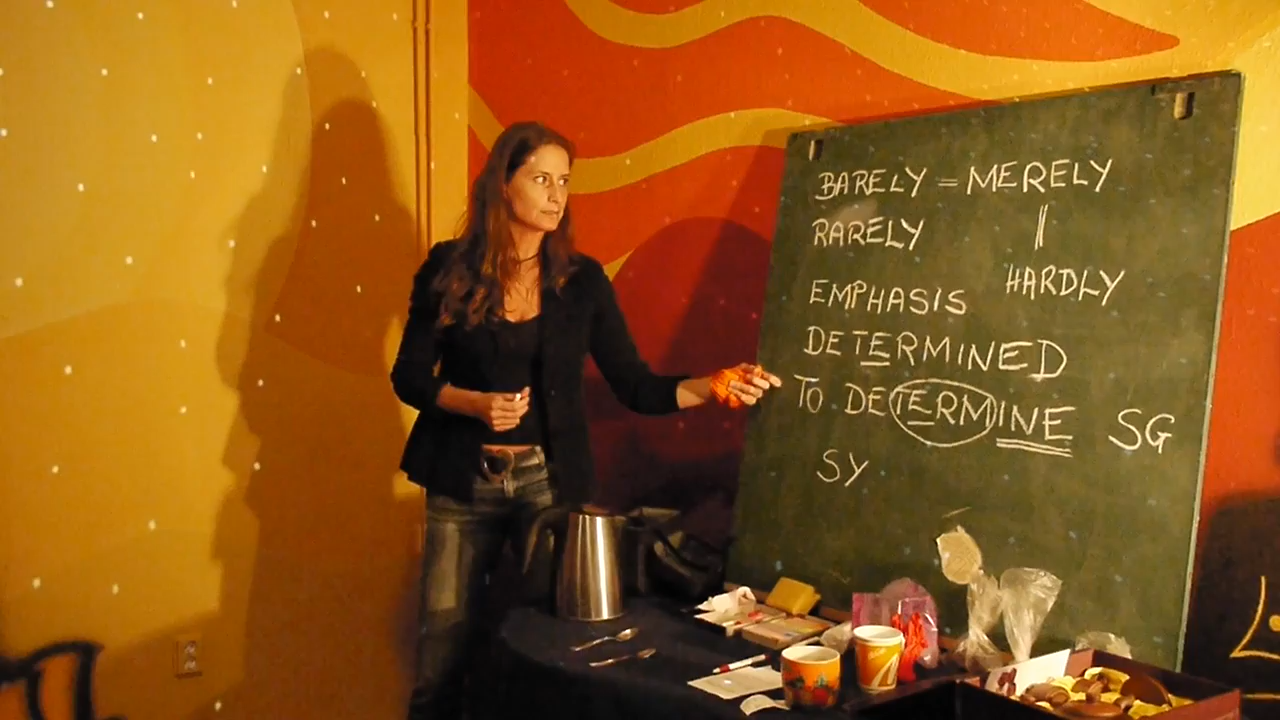 BARELY = MERELY
RARELY
||
HARDLY
EMPHASIS
DETERMINED
TO DETERMINE SG
SY